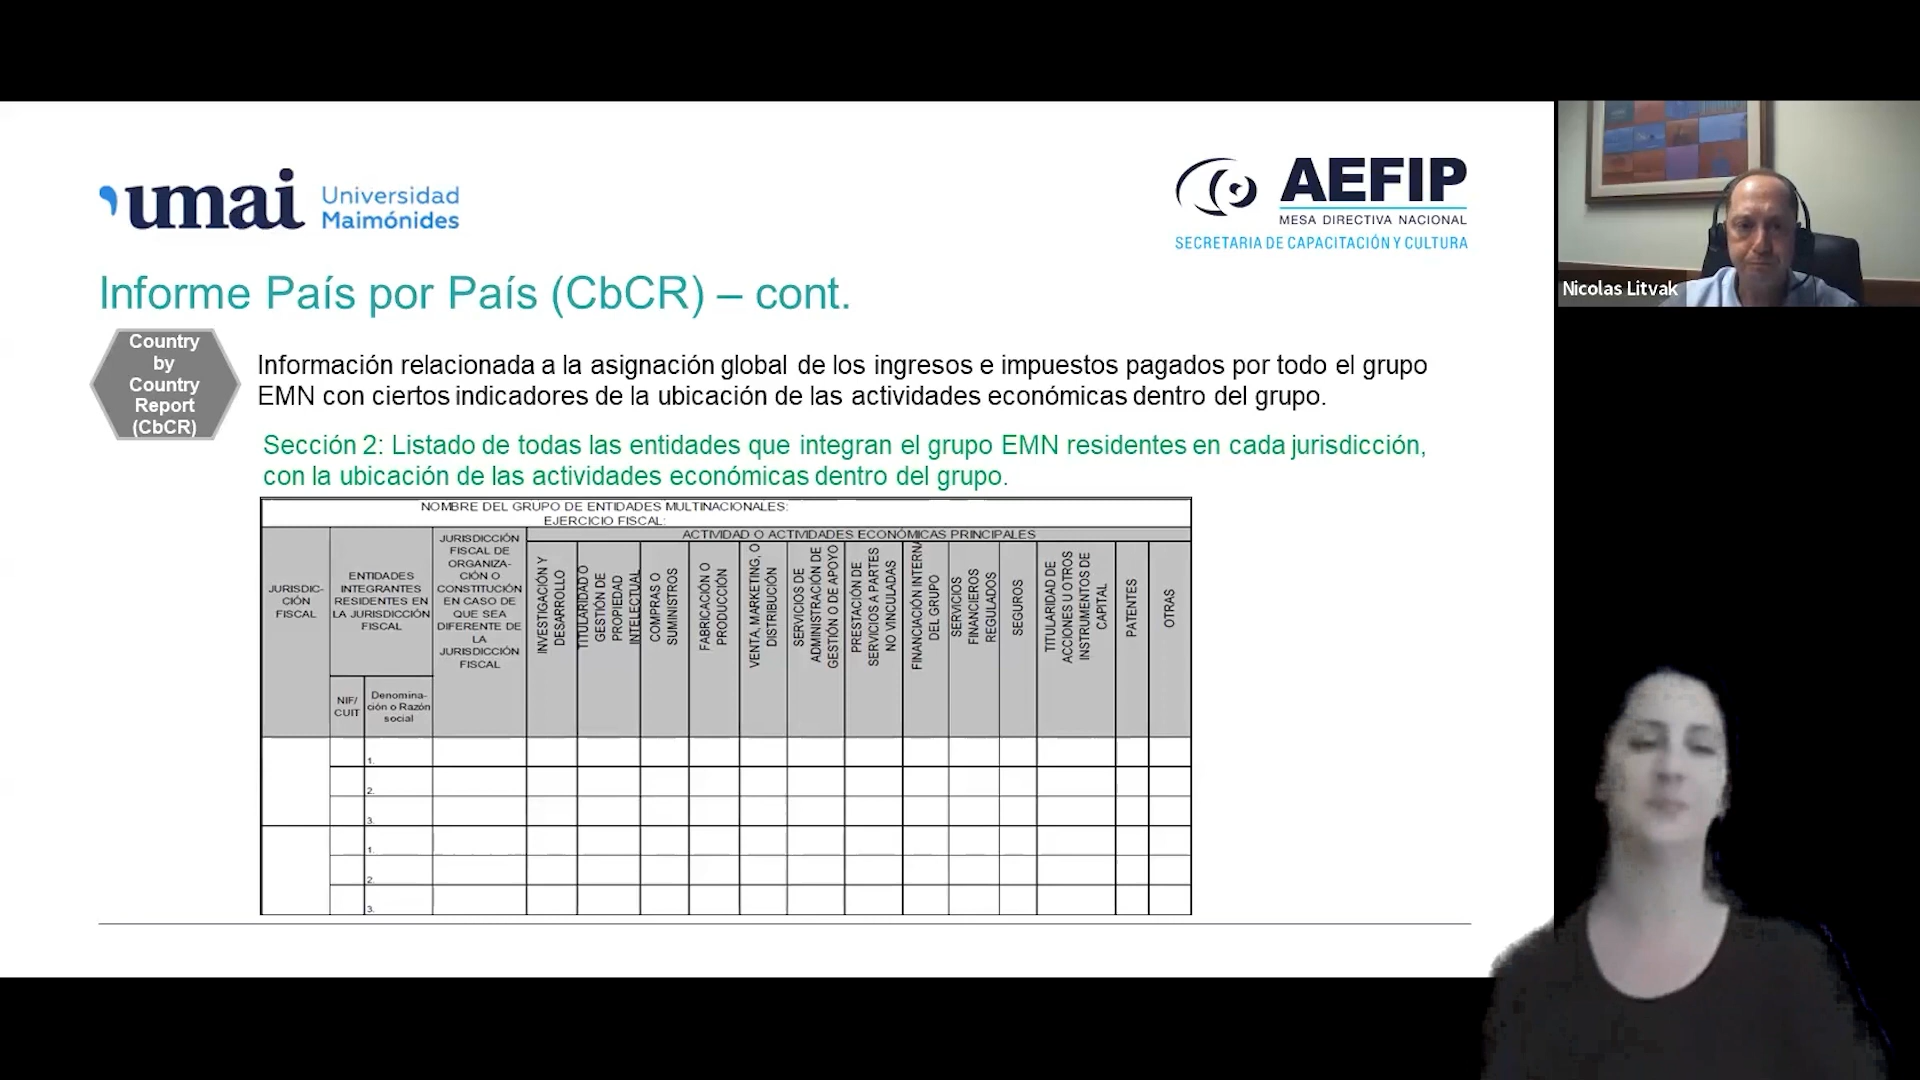 umai Universidad
Maimónides
AEFIP
MESA DIRECTIVA NACIONAL
SECRETARIA DE CAPACITACIÓN Y CULTURA
Nicolas Litvak
Informe País por País (CbCR) – cont.
Country
by
Country
Report
(CbCR)
Información relacionada a la asignación global de los ingresos e impuestos pagados por todo el grupo
EMN con ciertos indicadores de la ubicación de las actividades económicas dentro del grupo.
Sección 2: Listado de todas las entidades que integran el grupo EMN residentes en cada jurisdicción,
con la ubicación de las actividades económicas dentro del grupo.
NOMBRE DEL GRUPO DE ENTIDADES MULTINACIONALES:
EJERCICIO FISCAL:
JURISDIC-
CIÓN
FISCAL
ENTIDADES
INTEGRANTES
RESIDENTES EN
LA JURISDICCIÓN
FISCAL
NIF/
CUIT
Denomina-
ción o Razón
social
JURISDICCIÓN
FISCAL DE
ORGANIZA-
CIÓN O
CONSTITUCIÓN
EN CASO DE
QUE SEA
DIFERENTE DE
LA
JURISDICCIÓN
FISCAL
ACTIVIDAD O ACTIVIDADES ECONÓMICAS PRINCIPALES
INVESTIGACIÓN Y
DESARROLLO
TITULARIDAD O
GESTIÓN DE
PROPIEDAD
INTELECTUAL
COMPRAS O
SUMINISTROS
FABRICACIÓN O
PRODUCCIÓN
VENTA, MARKETING, O
DISTRIBUCIÓN
SERVICIOS DE
ADMINISTRACIÓN DE
GESTIÓN O DE APOYO
PRESTACIÓN DE
SERVICIOS A PARTES
NO VINCULADAS
FINANCIACIÓN INTERNA
DEL GRUPO
SERVICIOS
FINANCIEROS
REGULADOS
SEGUROS
TITULARIDAD DE
ACCIONES U OTROS
INSTRUMENTOS DE
CAPITAL
PATENTES
OTRAS
1.
2.
3.
1.
2.
3.